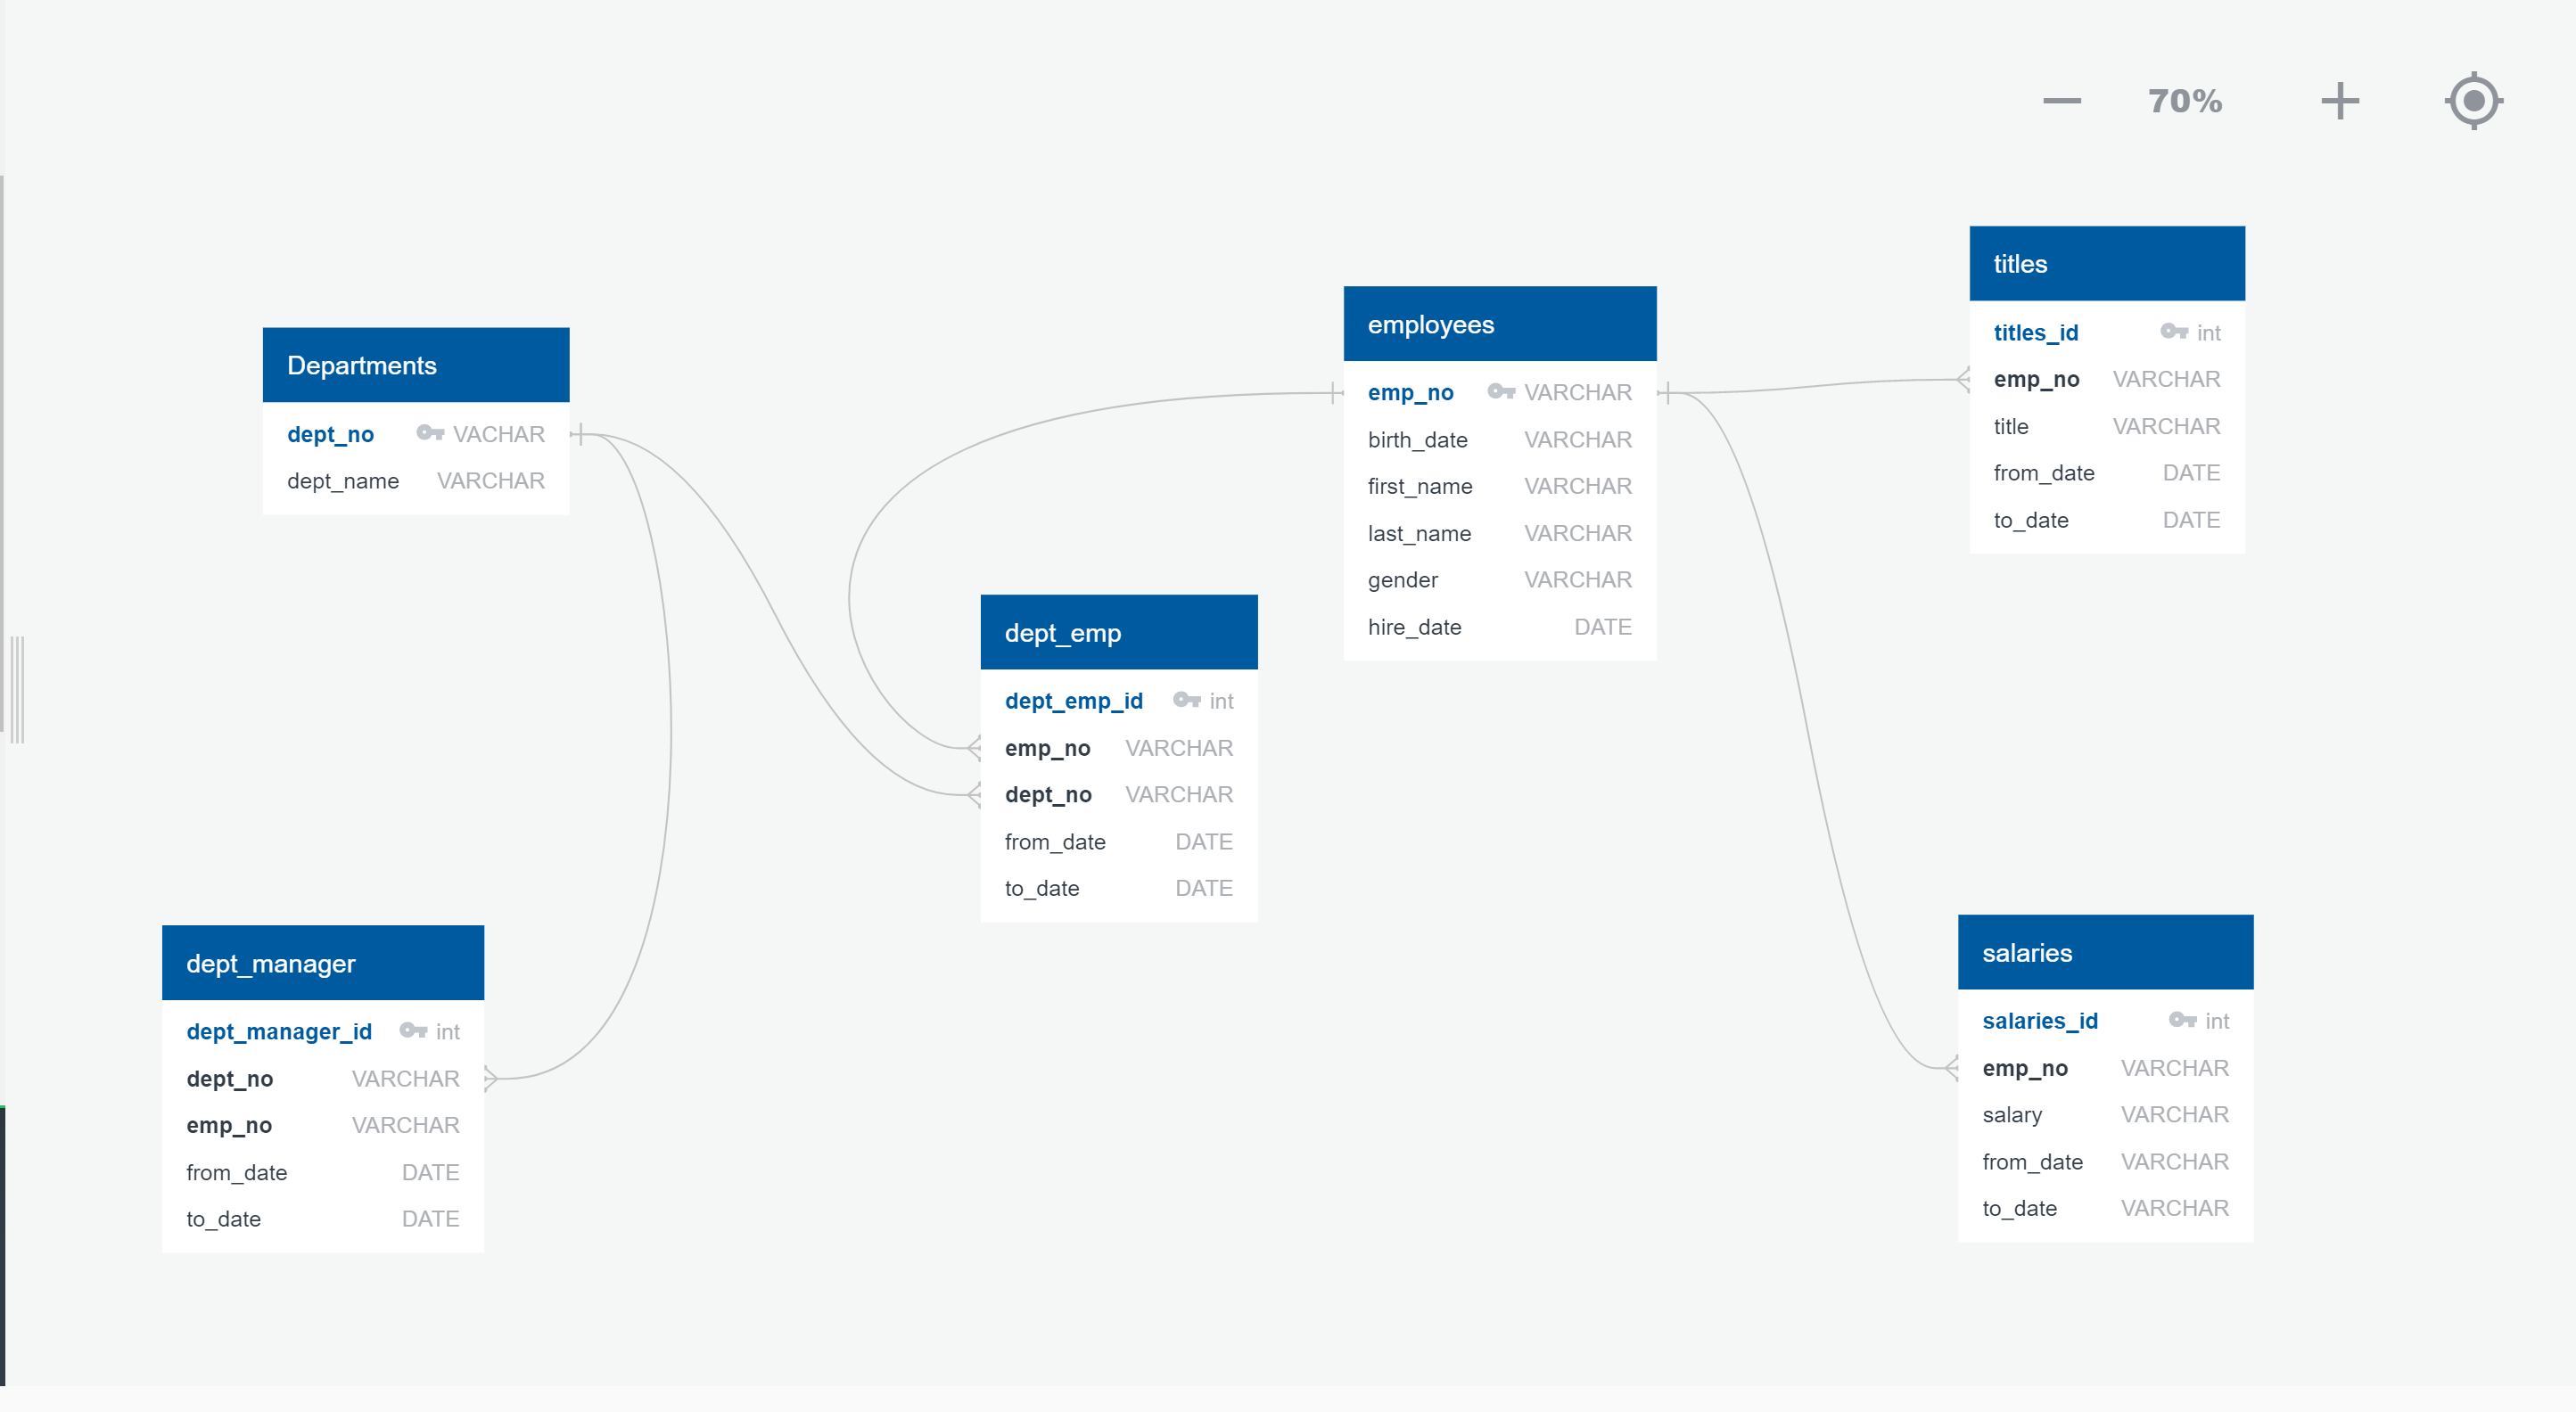 70%
Departments
dept_no VACHAR
dept_name VARCHAR
employees
emp_no VARCHAR
birth_date VARCHAR
first_name VARCHAR
last_name VARCHAR
gender VARCHAR
hire_date DATE
titles
titles_id int
emp_no VARCHAR
title VARCHAR
from_date DATE
to_date DATE
dept_emp
dept_emp_id int
emp_no VARCHAR
dept_no VARCHAR
from_date DATE
to_date DATE
dept_manager
dept_manager_id int
dept_no VARCHAR
emp_no VARCHAR
from_date DATE
to_date DATE
salaries
salaries_id int
emp_no VARCHAR
salary VARCHAR
from_date VARCHAR
to_date VARCHAR